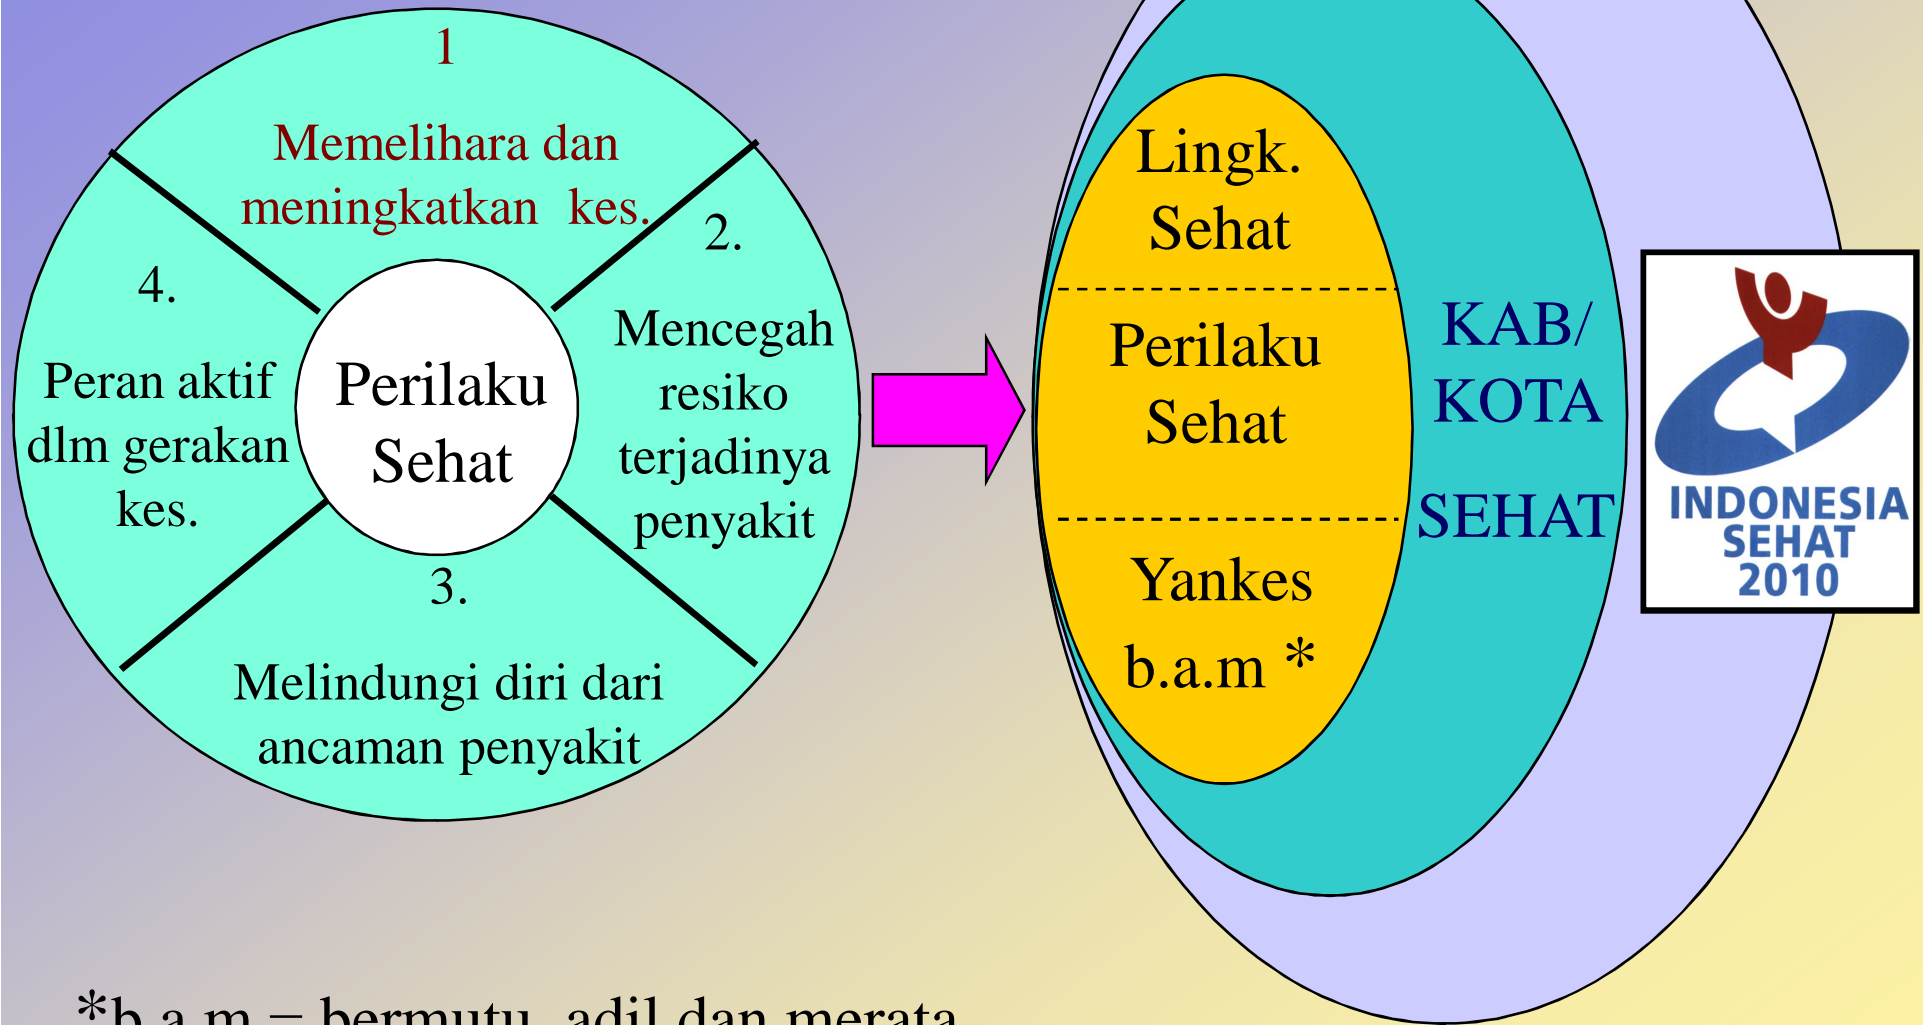 1
Memelihara dan
meningkatkan kes.
2.
Mencegah
resiko
terjadinya
penyakit
3.
Melindungi diri dari
ancaman penyakit
4.
Peran aktif
dlm gerakan
kes.
Perilaku
Sehat
Lingk.
Sehat
Perilaku
Sehat
Yankes
b.a.m *
KAB/
KOTA
SEHAT
INDONESIA
SEHAT
2010
*b.a.m = bermutu, adil dan merata